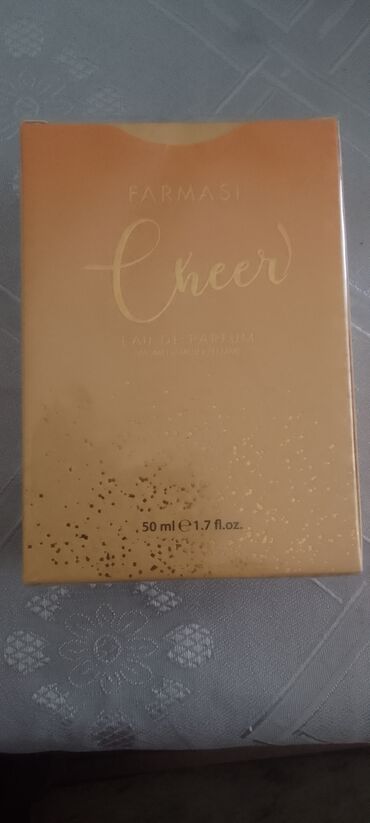 FARMASI
Cheer
EAU DE PARFUM
50 ml ℮ 1.7 fl.oz.